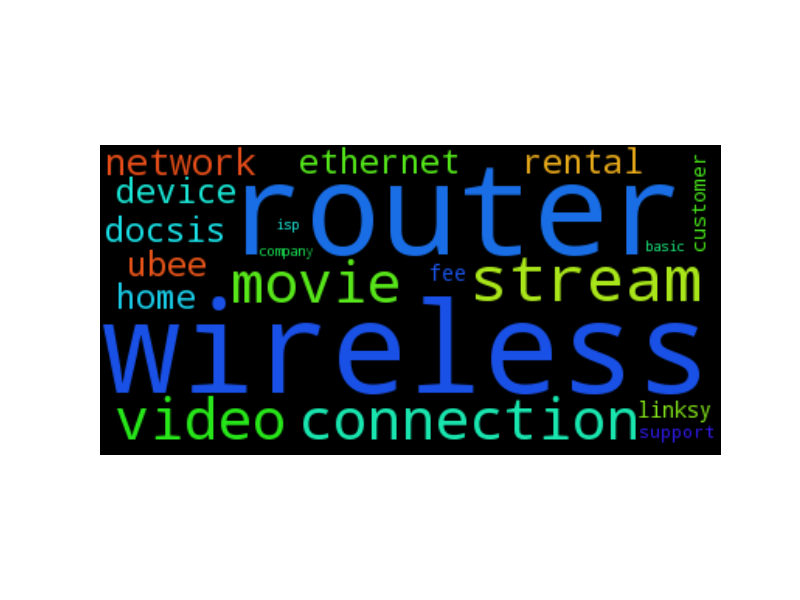 network ethernet rental
customer
device router
docsis isp
company basic
ubee movie fee stream
home
wireless
video connection linksy
support